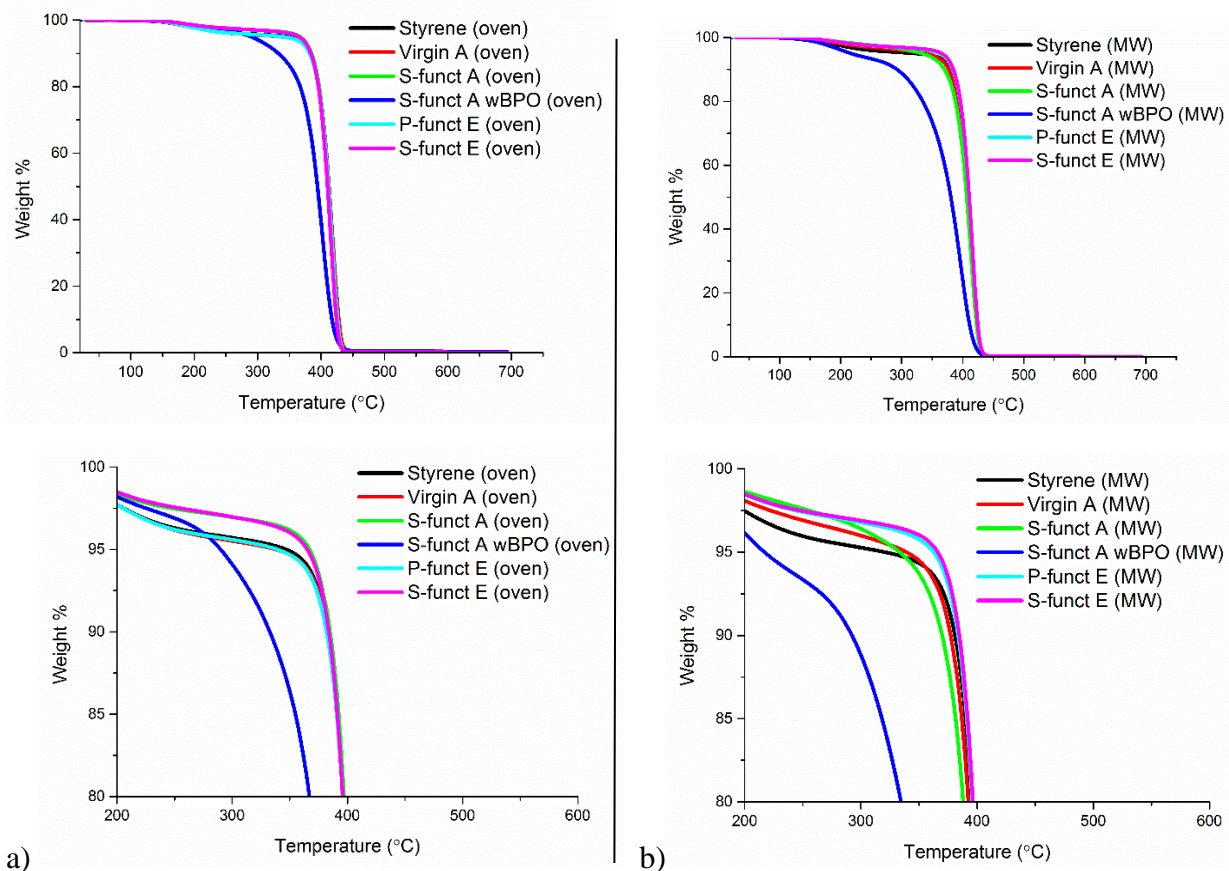 100
80
60
40
20
0
Weight %
100
200
300
400
500
600
700
Temperature (°C)
Styrene (oven)
Virgin A (oven)
S-funct A (oven)
S-funct A wBPO (oven)
P-funct E (oven)
S-funct E (oven)
100
80
60
40
20
0
Weight %
100
200
300
400
500
600
700
Temperature (°C)
Styrene (MW)
Virgin A (MW)
S-funct A (MW)
S-funct A wBPO (MW)
P-funct E (MW)
S-funct E (MW)
100
95
90
85
80
Weight %
200
300
400
500
600
Temperature (°C)
Styrene (oven)
Virgin A (oven)
S-funct A (oven)
S-funct A wBPO (oven)
P-funct E (oven)
S-funct E (oven)
a)
100
95
90
85
80
Weight %
200
300
400
500
600
Temperature (°C)
Styrene (MW)
Virgin A (MW)
S-funct A (MW)
S-funct A wBPO (MW)
P-funct E (MW)
S-funct E (MW)
b)